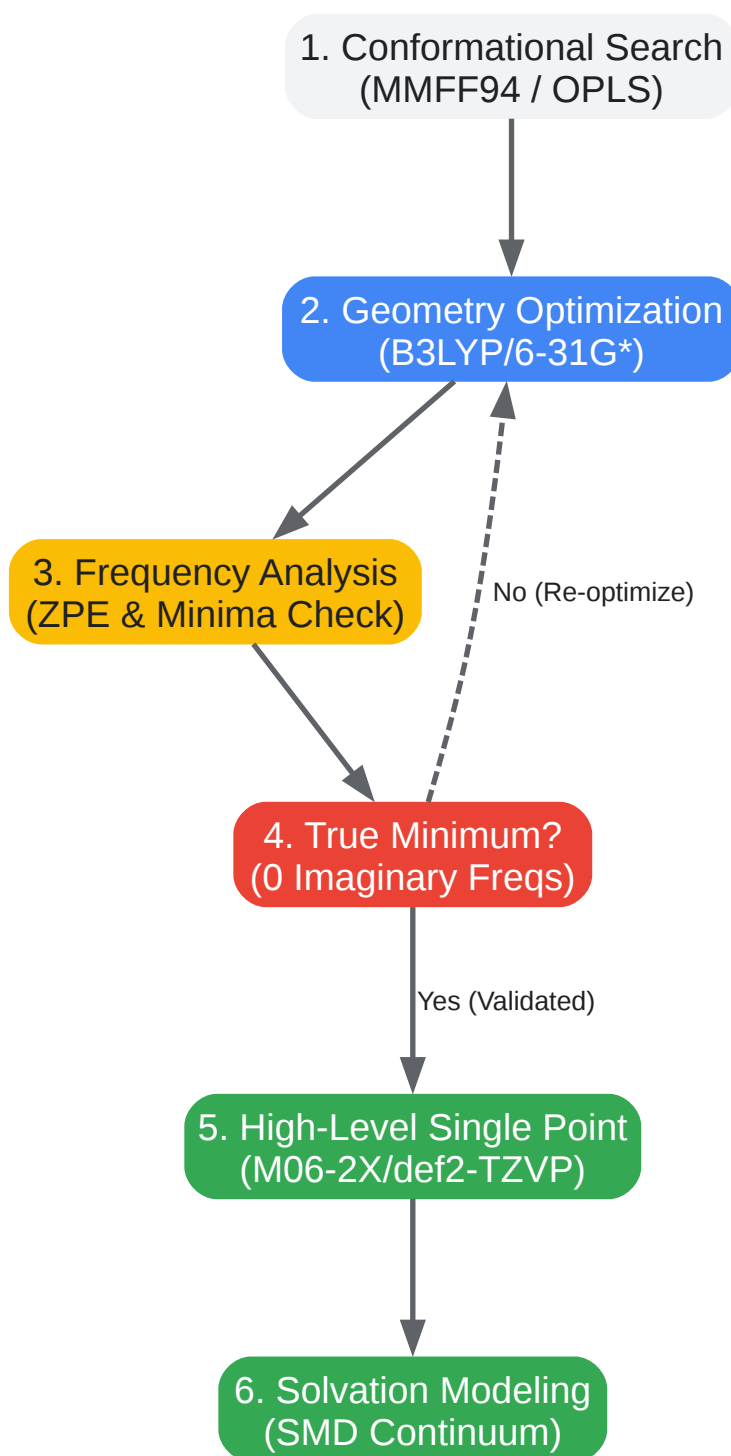 1. Conformational Search
(MMFF94 / OPLS)
2. Geometry Optimization
(B3LYP/6-31G*)
3. Frequency Analysis
(ZPE & Minima Check)
No (Re-optimize)
4. True Minimum?
(0 Imaginary Freqs)
Yes (Validated)
5. High-Level Single Point
(M06-2X/def2-TZVP)
6. Solvation Modeling
(SMD Continuum)